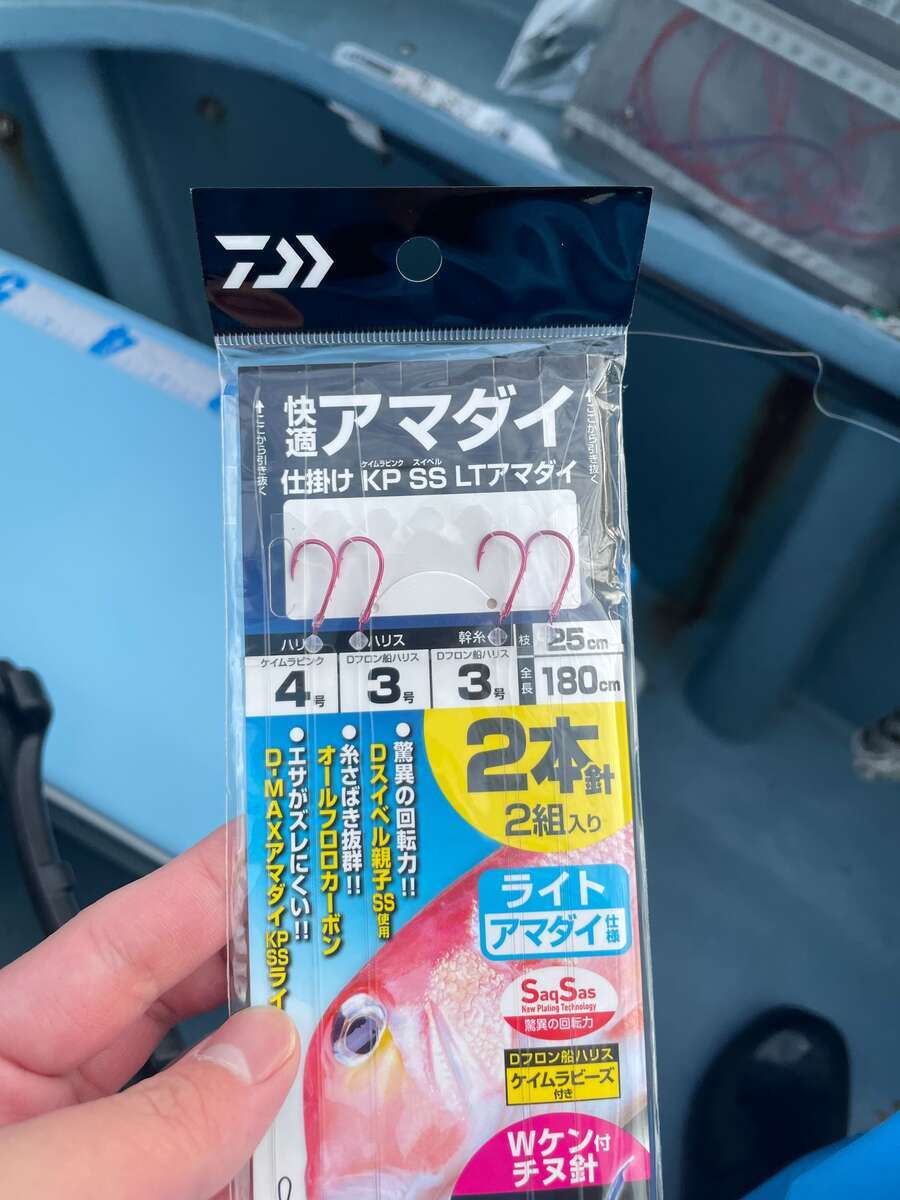 快適アマダイ
ケイムラピンク スイベル
仕掛け KP SS LTアマダイ
↑ここから引き抜く
↑ここから引き抜く
ハリ
ハリス
幹糸
枝
25cm
ケイムラピンク
4号
Dフロン船ハリス
3号
Dフロン船ハリス
3号
全長
180cm
2本針
2組入り
●驚異の回転力!!
Dスイベル親子SS使用
●糸さばき抜群!!
オールフロロカーボン
●エサがズレにくい!!
D-MAXアマダイKPSSライ
ライト
アマダイ仕様
SaqSas
New Plating Technology
驚異の回転力
Dフロン船ハリス
ケイムラビーズ
付き
Wケン付
チヌ針
4